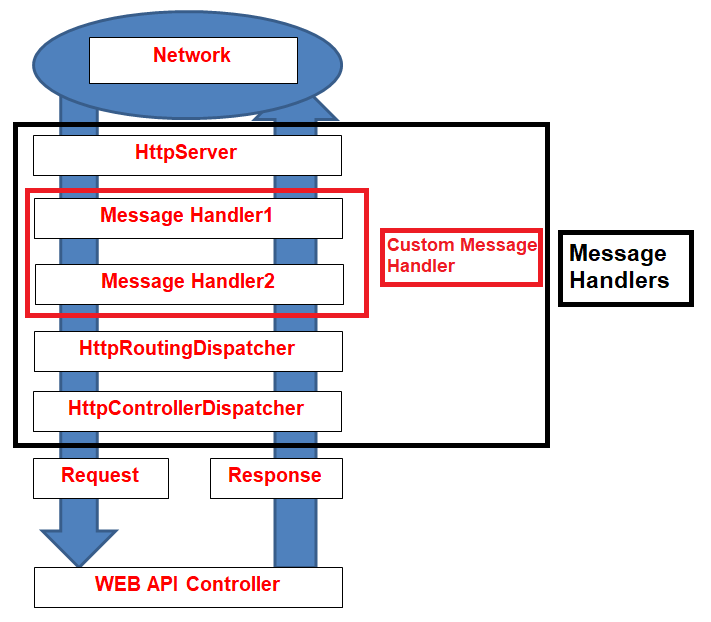 Network
HttpServer
Message Handler1
Custom Message
Handler
Message
Handlers
Message Handler2
HttpRoutingDispatcher
HttpControllerDispatcher
Request
Response
WEB API Controller